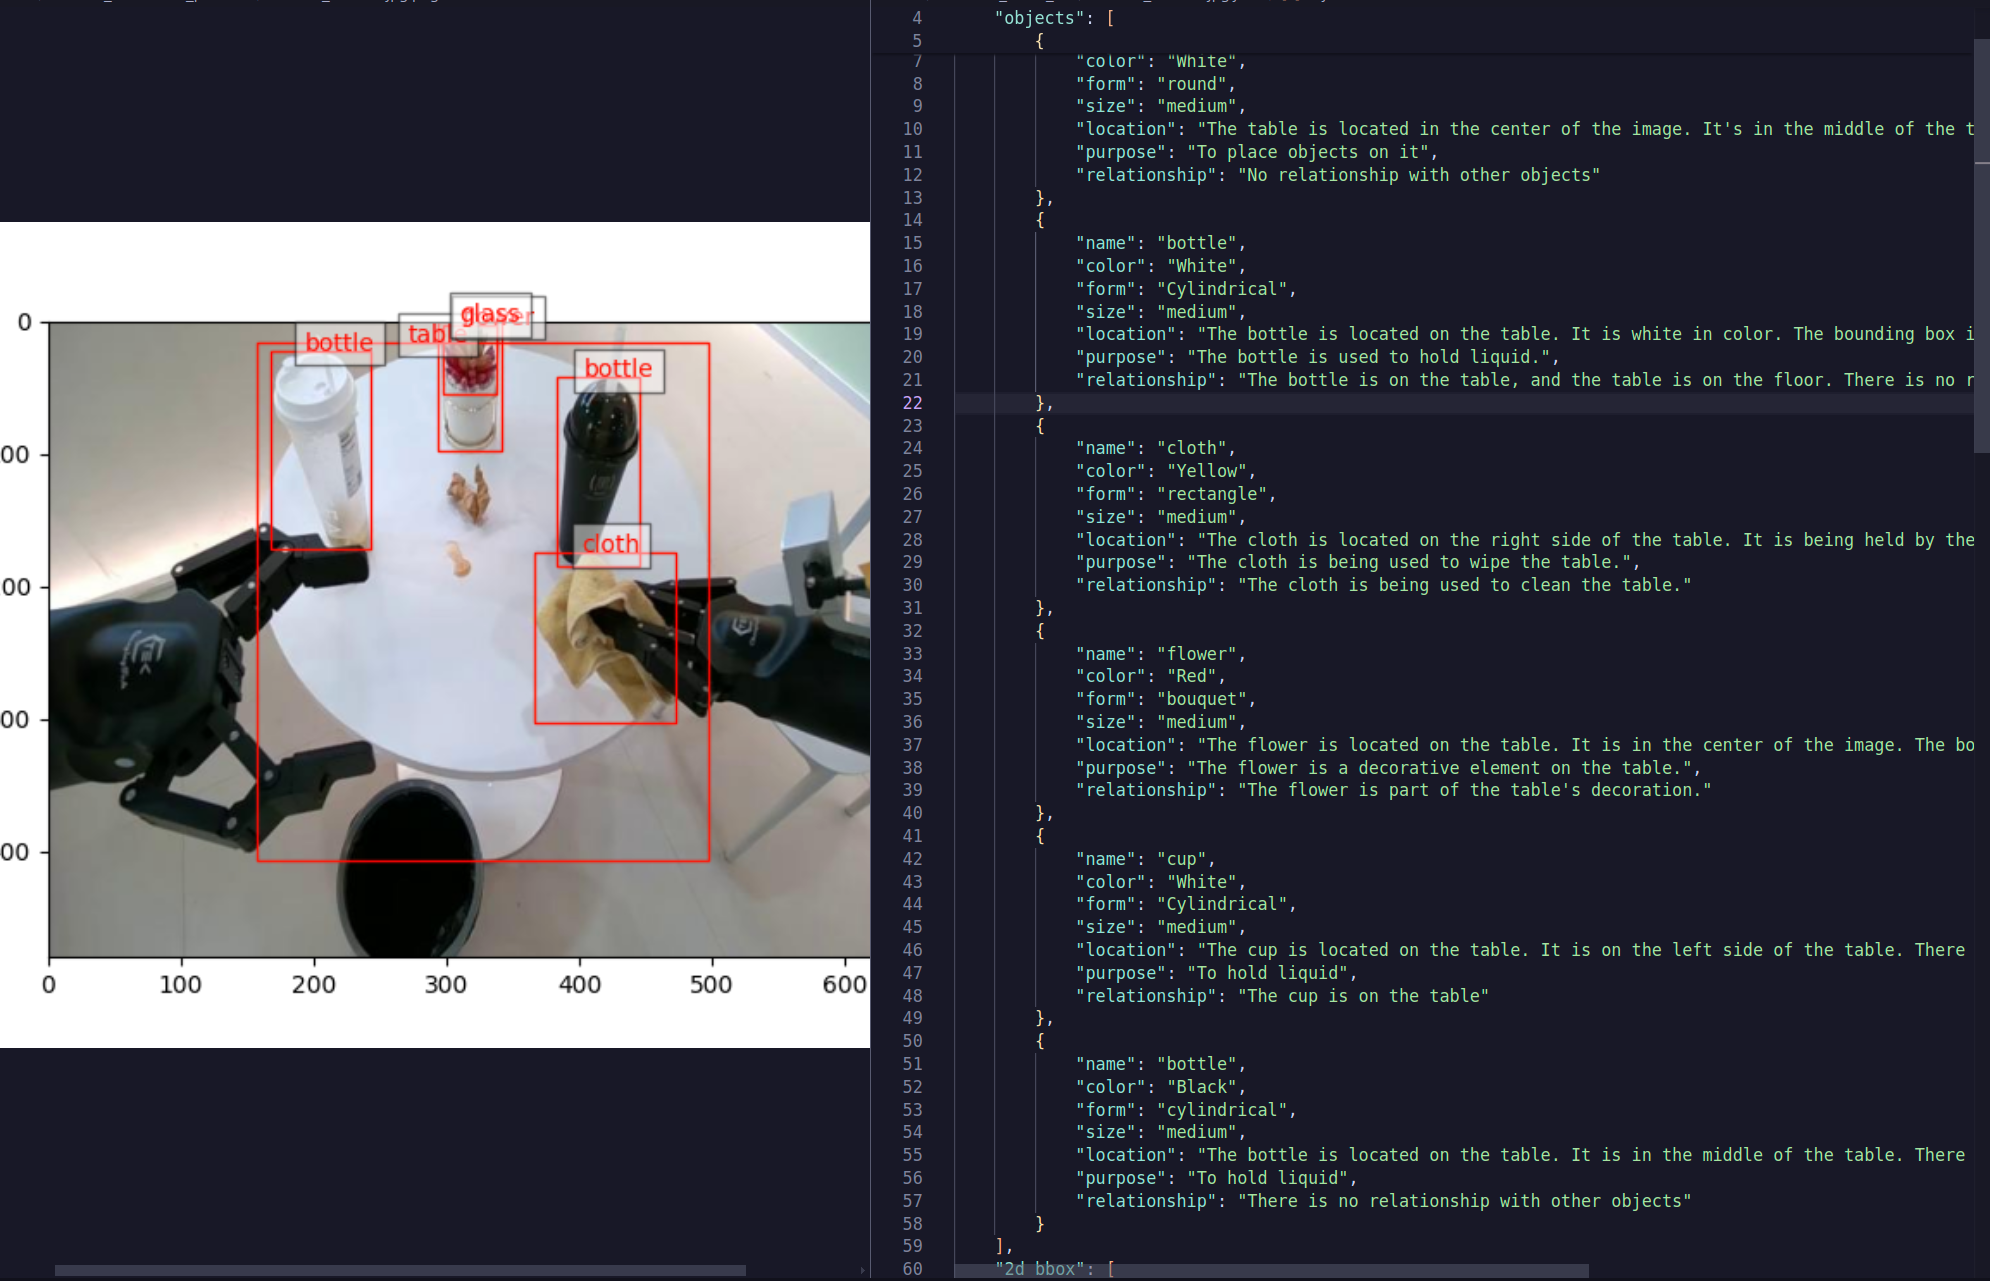 glass
bottle
table
bottle
cloth
0
00
00
00
00
0
100
200
300
400
500
600
4 "objects": [
5 {
7 "color": "White",
8 "form": "round",
9 "size": "medium",
10 "location": "The table is located in the center of the image. It's in the middle of the t
11 "purpose": "To place objects on it",
12 "relationship": "No relationship with other objects"
13 },
14 {
15 "name": "bottle",
16 "color": "White",
17 "form": "Cylindrical",
18 "size": "medium",
19 "location": "The bottle is located on the table. It is white in color. The bounding box i
20 "purpose": "The bottle is used to hold liquid.",
21 "relationship": "The bottle is on the table, and the table is on the floor. There is no r
22 },
23 {
24 "name": "cloth",
25 "color": "Yellow",
26 "form": "rectangle",
27 "size": "medium",
28 "location": "The cloth is located on the right side of the table. It is being held by the
29 "purpose": "The cloth is being used to wipe the table.",
30 "relationship": "The cloth is being used to clean the table."
31 },
32 {
33 "name": "flower",
34 "color": "Red",
35 "form": "bouquet",
36 "size": "medium",
37 "location": "The flower is located on the table. It is in the center of the image. The bo
38 "purpose": "The flower is a decorative element on the table.",
39 "relationship": "The flower is part of the table's decoration."
40 },
41 {
42 "name": "cup",
43 "color": "White",
44 "form": "Cylindrical",
45 "size": "medium",
46 "location": "The cup is located on the table. It is on the left side of the table. There
47 "purpose": "To hold liquid",
48 "relationship": "The cup is on the table"
49 },
50 {
51 "name": "bottle",
52 "color": "Black",
53 "form": "cylindrical",
54 "size": "medium",
55 "location": "The bottle is located on the table. It is in the middle of the table. There
56 "purpose": "To hold liquid",
57 "relationship": "There is no relationship with other objects"
58 }
59 ],
60 "2d bbox": [